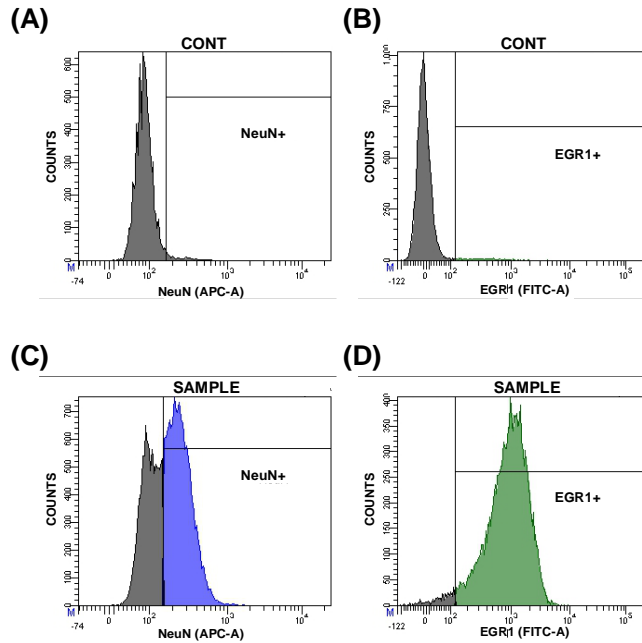 (A)
CONT
COUNTS
600
500
400
300
200
100
0
NeuN+
M
-74
0
10²
10³
10⁴
NeuN (APC-A)
(B)
CONT
COUNTS
1,000
750
500
250
0
EGR1+
M
-122
0
10²
10³
10⁴
10⁵
EGR1 (FITC-A)
(C)
SAMPLE
COUNTS
700
600
500
400
300
200
100
0
NeuN+
M
-74
0
10²
10³
10⁴
NeuN (APC-A)
(D)
SAMPLE
COUNTS
400
350
300
250
200
150
100
50
0
EGR1+
M
-122
0
10²
10³
10⁴
10⁵
EGR1 (FITC-A)